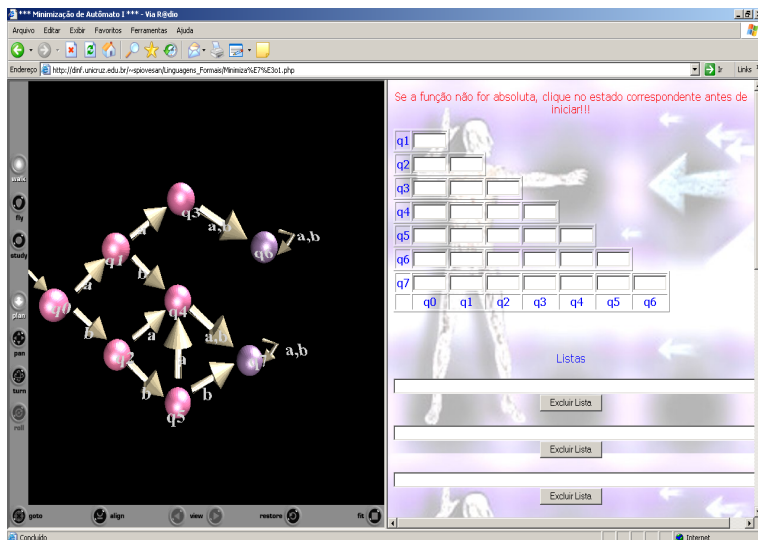 *** Minimização de Autômato I *** - Via R@dio
Arquivo Editar Exibir Favoritos Ferramentas Ajuda
Endereço http://dinf.unicruz.edu.br/~spiovesan/Linguagens_Formais/Minimiza%E7%E3o1.php Ir Links
Se a função não for absoluta, clique no estado correspondente antes de
iniciar!!!
walk
fly
study
plan
pan
turn
roll
q3
a a,b
q6 a,b
q1
a b
q0 q4
b a a,b
q2 a q7 a,b
b b
q5
goto align view restore fit
q1
q2
q3
q4
q5
q6
q7
q0 q1 q2 q3 q4 q5 q6
Listas
Excluir Lista
Excluir Lista
Excluir Lista
Concluído Internet